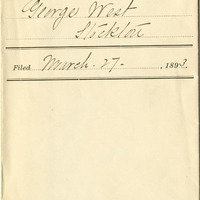 George West
Stockton
Filed March. 27- , 1893.